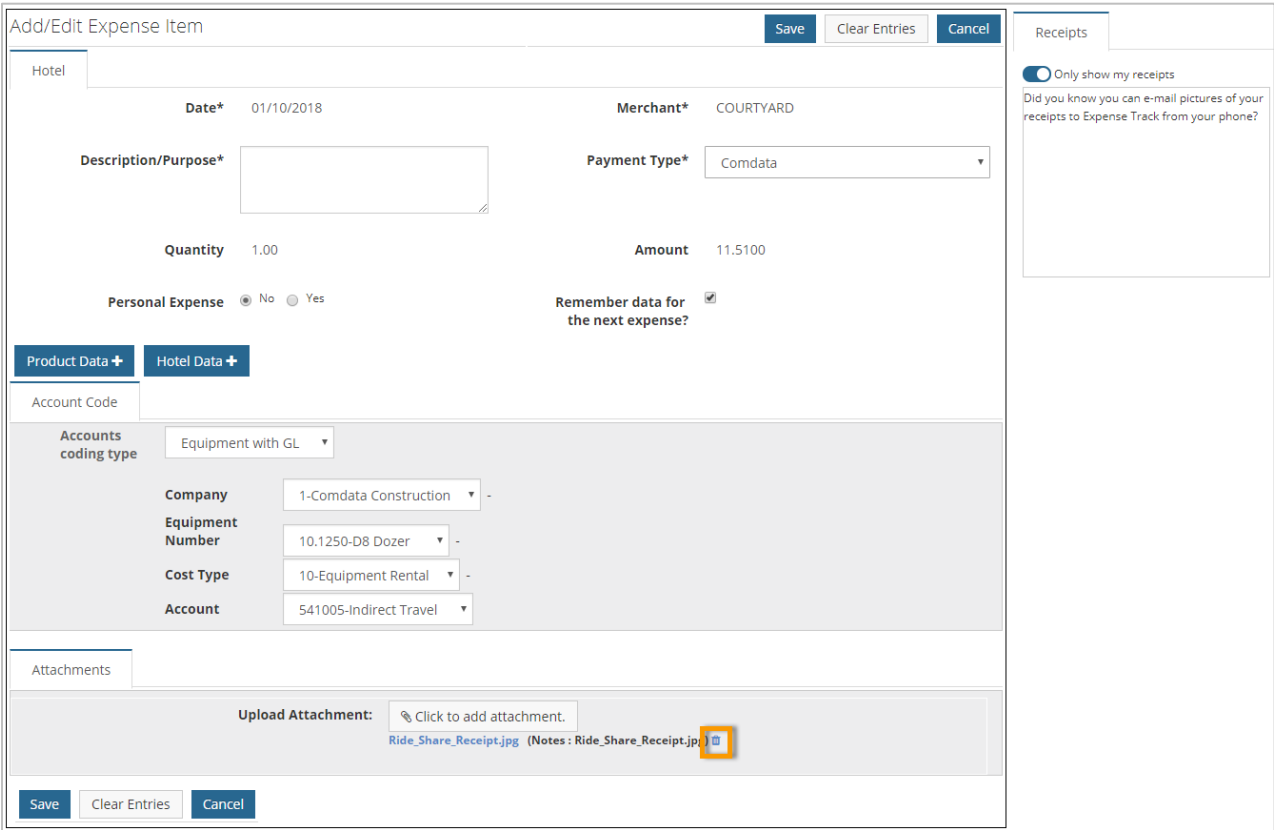 Add/Edit Expense Item
Save
Clear Entries
Cancel
Receipts
Hotel
Only show my receipts
Did you know you can e-mail pictures of your
receipts to Expense Track from your phone?
Date* 01/10/2018
Merchant* COURTYARD
Description/Purpose*
Payment Type* Comdata
Quantity 1.00
Amount 11.5100
Personal Expense No Yes
Remember data for
the next expense?
Product Data
Hotel Data
Account Code
Accounts
coding type
Equipment with GL
Company 1-Comdata Construction -
Equipment
Number
10.1250-D8 Dozer -
Cost Type 10-Equipment Rental -
Account 541005-Indirect Travel
Attachments
Upload Attachment: Click to add attachment.
Ride_Share_Receipt.jpg (Notes : Ride_Share_Receipt.jpg)
Save
Clear Entries
Cancel